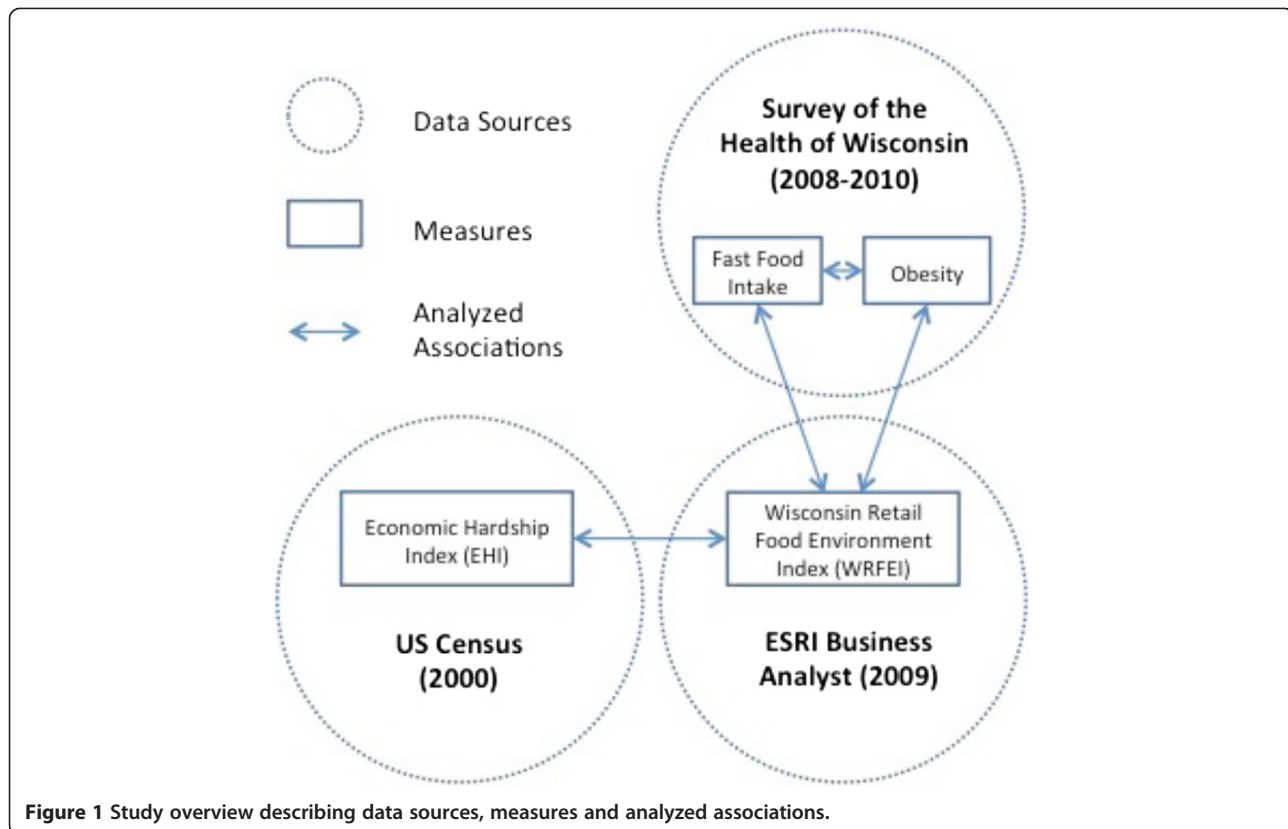 Data Sources
Measures
Analyzed
Associations
Survey of the
Health of Wisconsin
(2008-2010)
Fast Food
Intake
Obesity
Economic Hardship
Index (EHI)
US Census
(2000)
Wisconsin Retail
Food Environment
Index (WRFEI)
ESRI Business
Analyst (2009)
Figure 1 Study overview describing data sources, measures and analyzed associations.